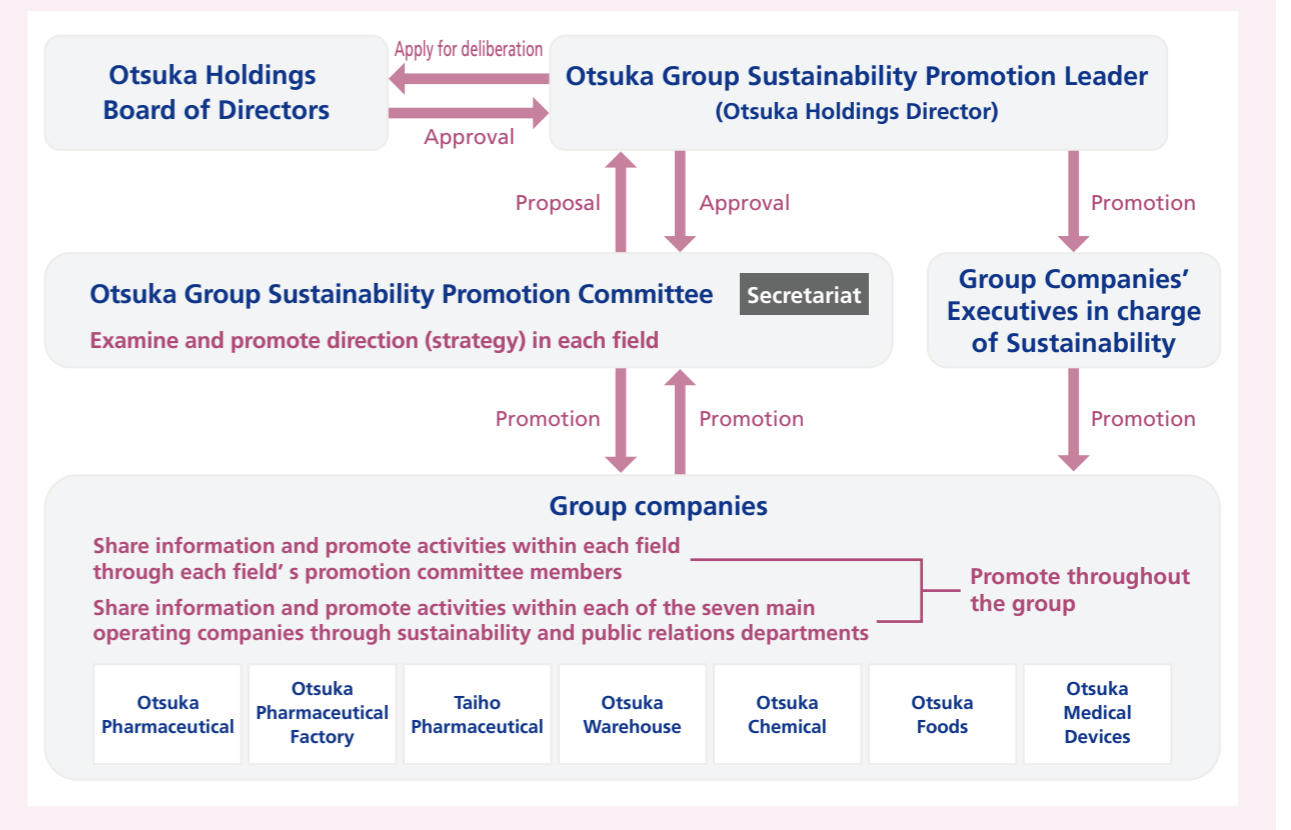 Otsuka Holdings
Board of Directors
Apply for deliberation
Approval
Otsuka Group Sustainability Promotion Leader
(Otsuka Holdings Director)
Proposal
Approval
Promotion
Otsuka Group Sustainability Promotion Committee
Secretariat
Examine and promote direction (strategy) in each field
Group Companies’
Executives in charge
of Sustainability
Promotion
Promotion
Promotion
Group companies
Share information and promote activities within each field
through each field’ s promotion committee members
Share information and promote activities within each of the seven main
operating companies through sustainability and public relations departments
Promote throughout
the group
Otsuka
Pharmaceutical
Otsuka
Pharmaceutical
Factory
Taiho
Pharmaceutical
Otsuka
Warehouse
Otsuka
Chemical
Otsuka
Foods
Otsuka
Medical
Devices